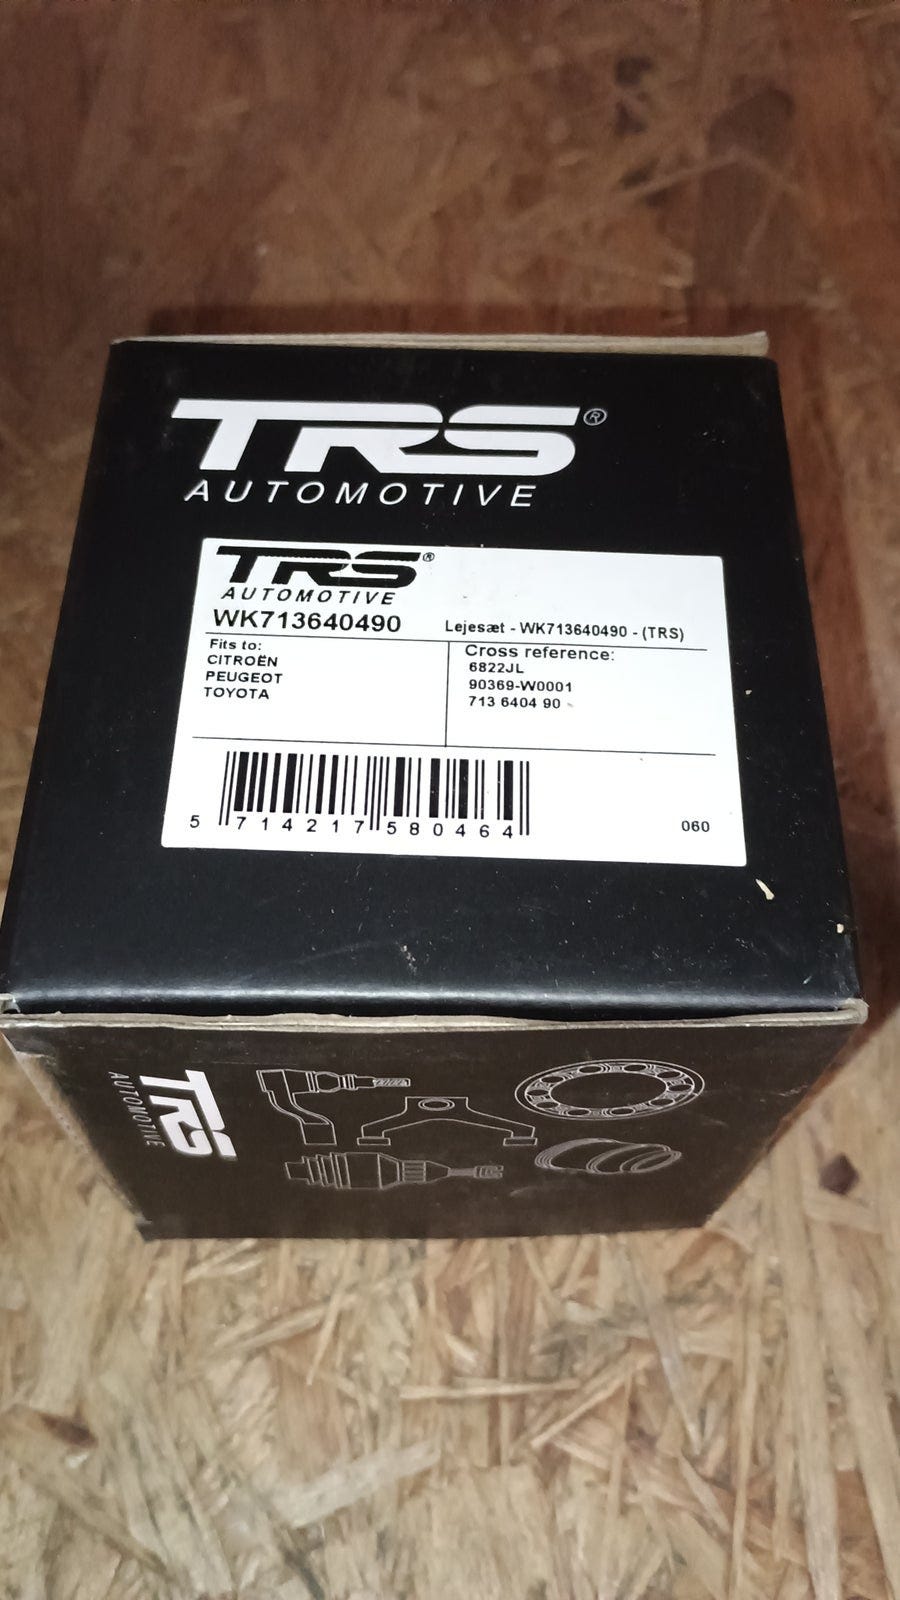 TRS®
AUTOMOTIVE
TRS®
AUTOMOTIVE
WK713640490
Lejesæt - WK713640490 - (TRS)
Fits to:
CITROËN
PEUGEOT
TOYOTA
Cross reference:
6822JL
90369-W0001
713 6404 90
5 714217 580464
060
TRS
AUTOMOTIVE